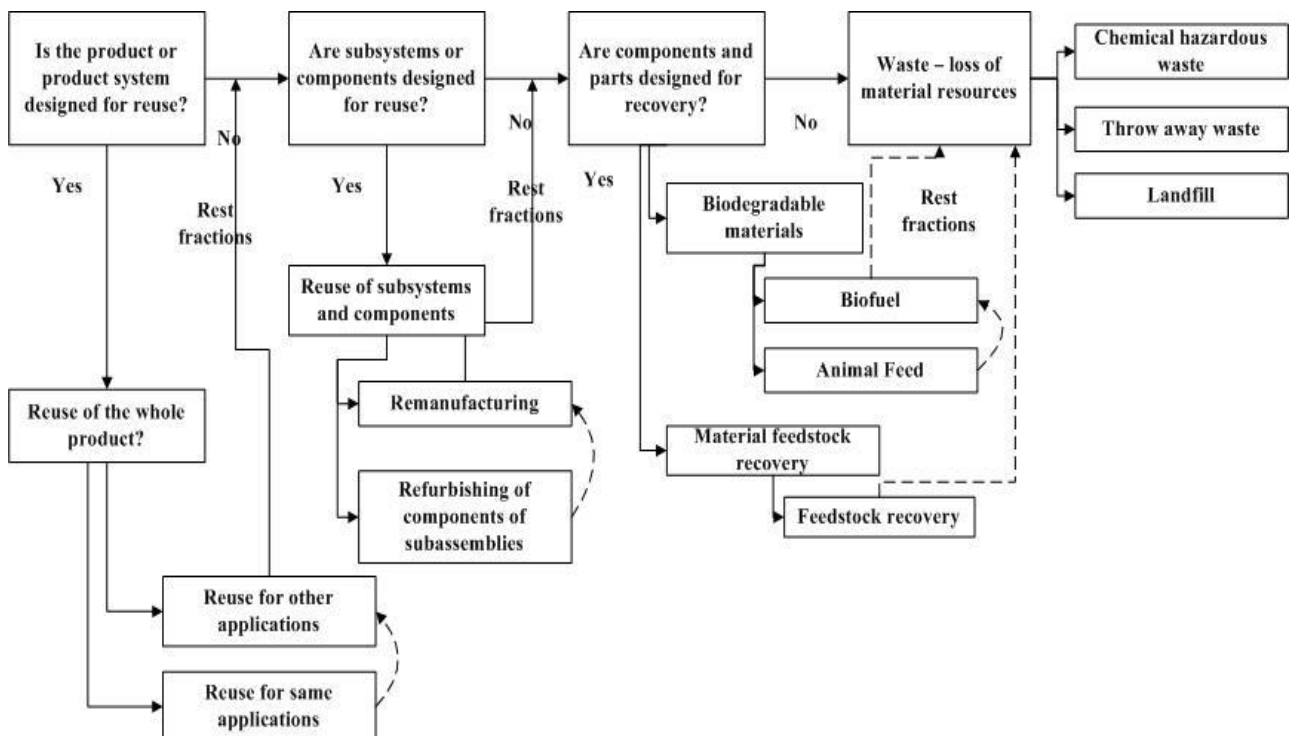 Is the product or
product system
designed for reuse?
Are subsystems or
components designed
for reuse?
Are components and
parts designed for
recovery?
Waste – loss of
material resources
Chemical hazardous
waste
Throw away waste
Landfill
No
No
No
Yes
Yes
Yes
Rest
fractions
Rest
fractions
Rest
fractions
Biodegradable
materials
Biofuel
Animal Feed
Reuse of subsystems
and components
Remanufacturing
Refurbishing of
components of
subassemblies
Material feedstock
recovery
Feedstock recovery
Reuse of the whole
product?
Reuse for other
applications
Reuse for same
applications